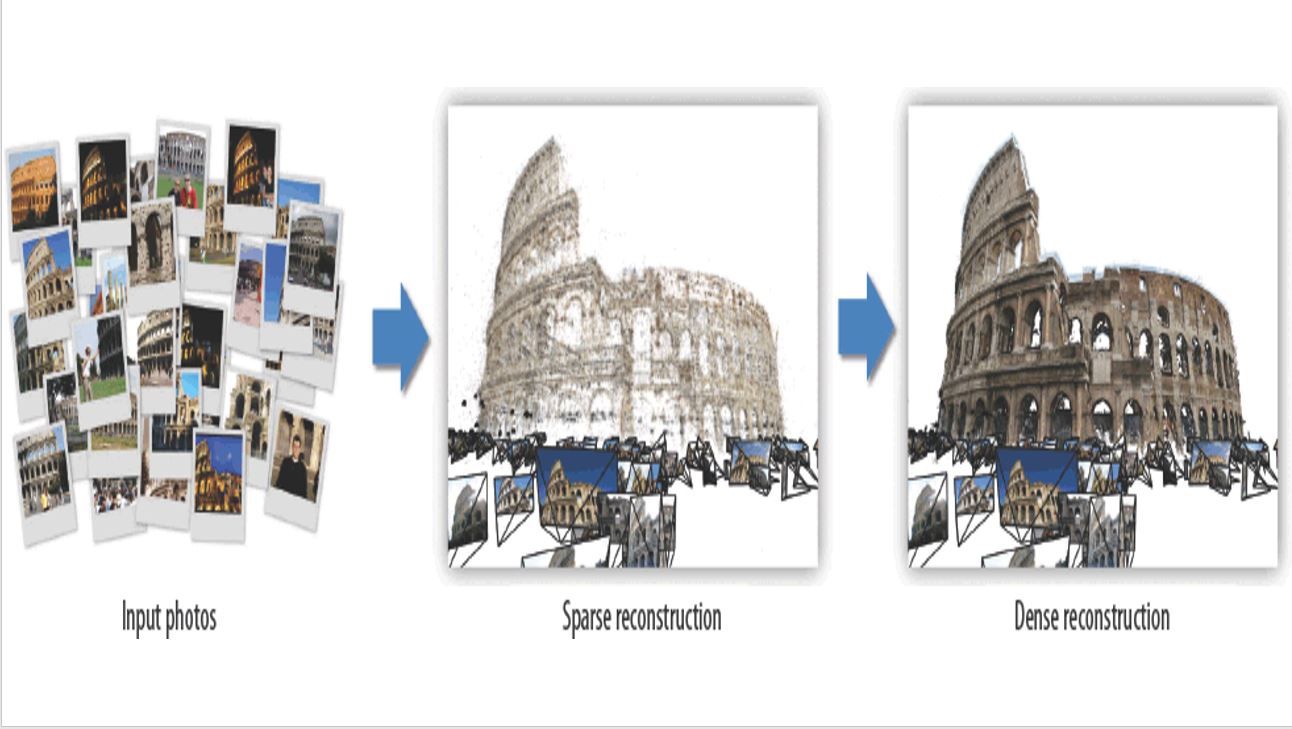 Input photos
Sparse reconstruction
Dense reconstruction